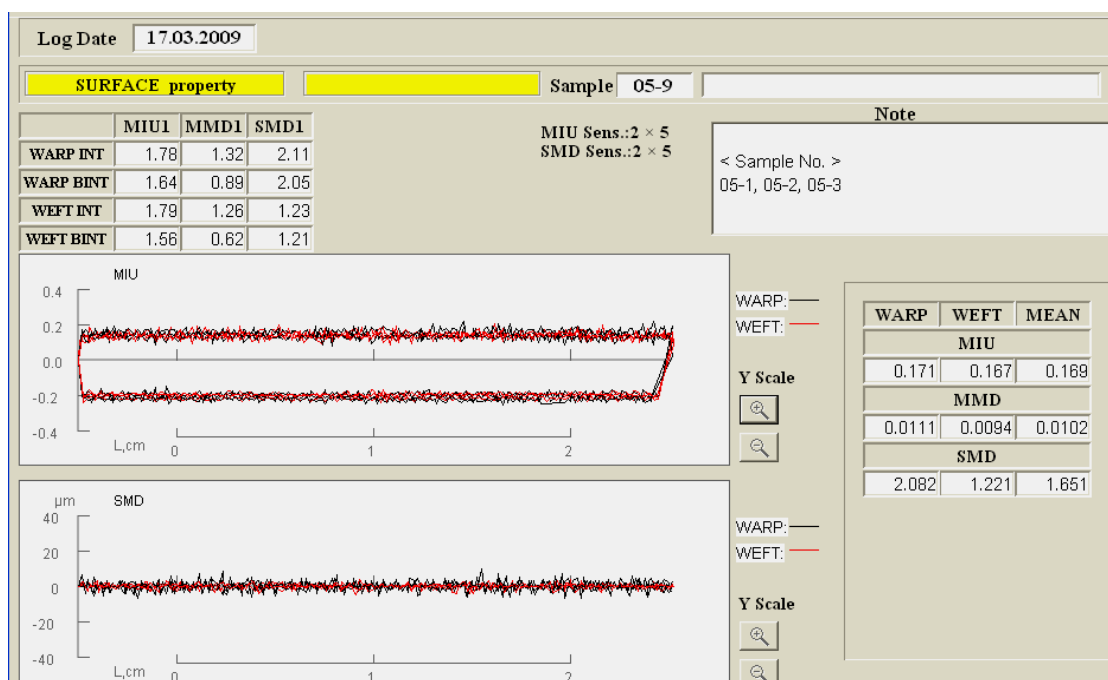 Log Date 17.03.2009
SURFACE property Sample 05-9
MIU1 MMD1 SMD1
WARP INT 1.78 1.32 2.11
WARP BINT 1.64 0.89 2.05
WEFT INT 1.79 1.26 1.23
WEFT BINT 1.56 0.62 1.21
MIU Sens.:2 × 5
SMD Sens.:2 × 5
Note
< Sample No. >
05-1, 05-2, 05-3
MIU
0.4
0.2
0.0
-0.2
-0.4
L,cm 0 1 2
WARP:
WEFT:
Y Scale
WARP WEFT MEAN
MIU
0.171 0.167 0.169
MMD
0.0111 0.0094 0.0102
SMD
2.082 1.221 1.651
µm SMD
40
20
0
-20
-40
L,cm 0 1 2
WARP:
WEFT:
Y Scale